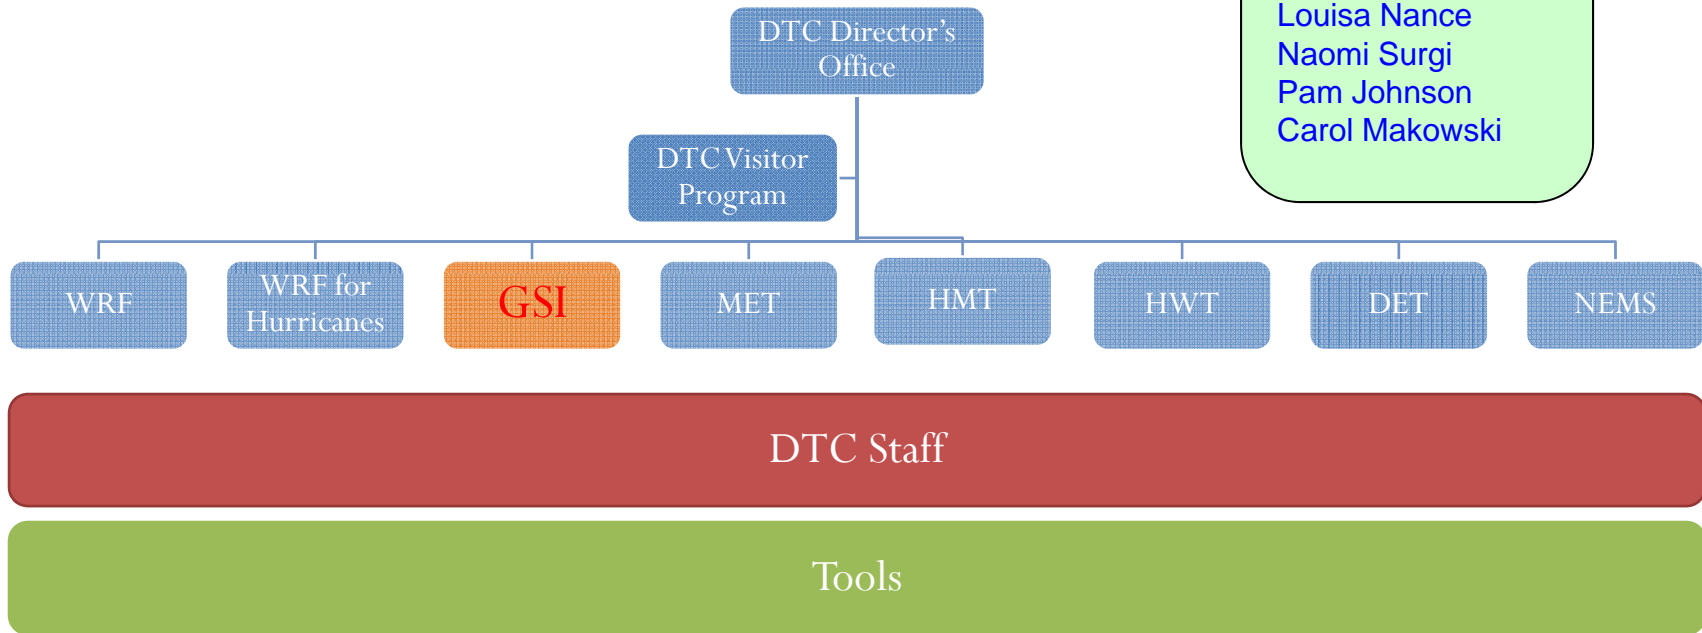 DTC Director’s
Office
Louisa Nance
Naomi Surgi
Pam Johnson
Carol Makowski
DTC Visitor
Program
WRF
WRF for
Hurricanes
GSI
MET
HMT
HWT
DET
NEMS
DTC Staff
Tools